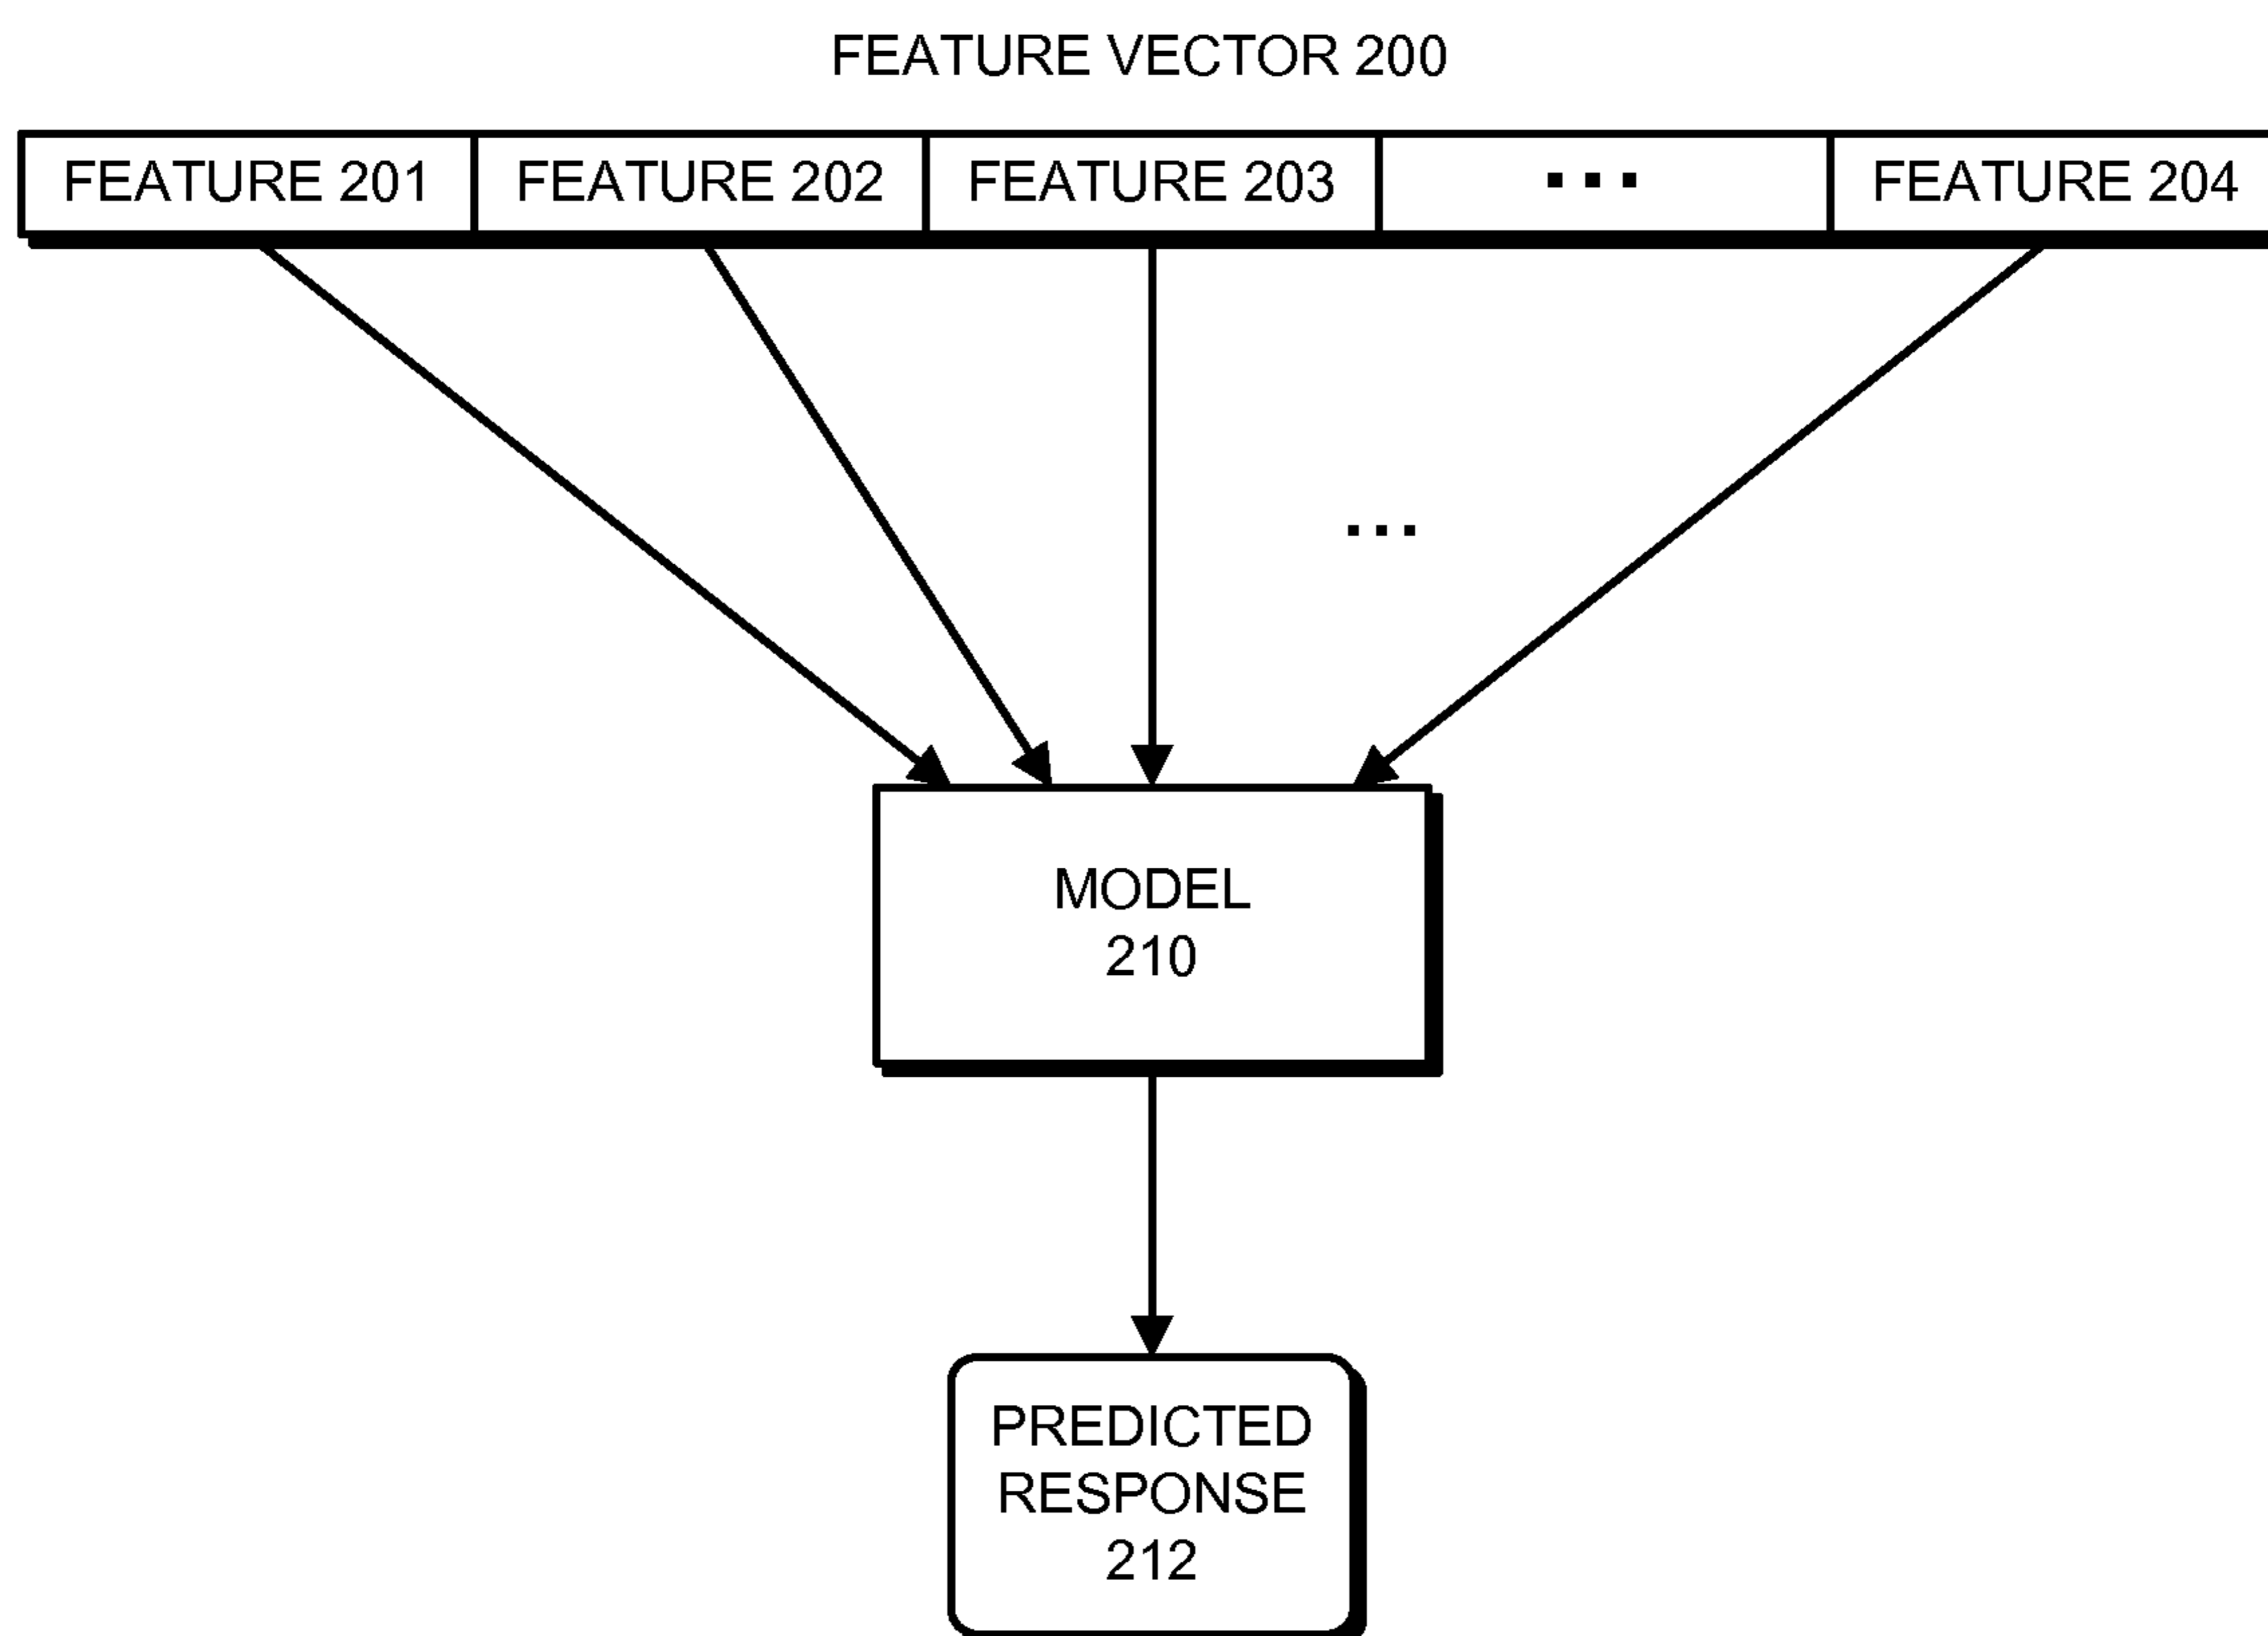 FEATURE VECTOR 200
FEATURE 201 FEATURE 202 FEATURE 203 ... FEATURE 204
...
MODEL
210
PREDICTED
RESPONSE
212